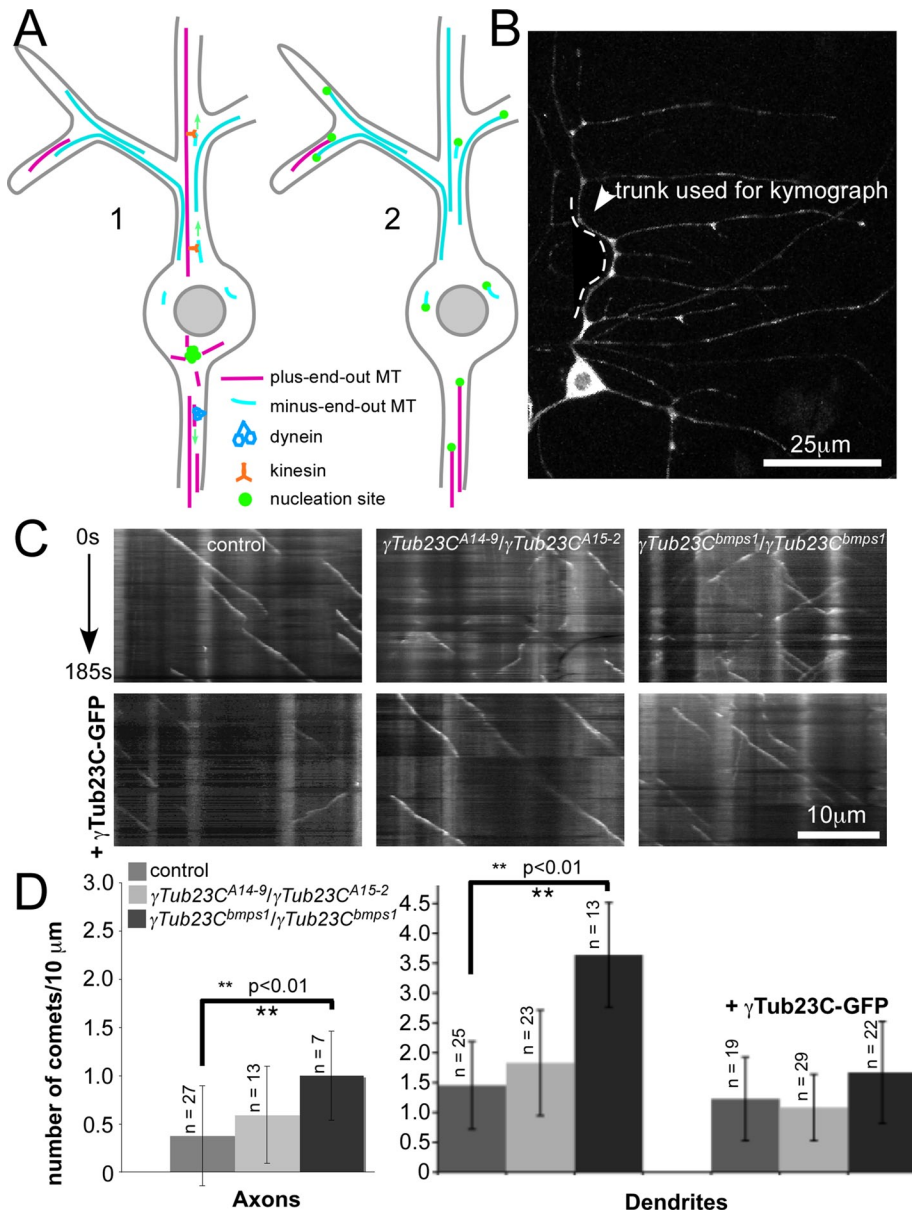 A
1
2
plus-end-out MT
minus-end-out MT
dynein
kinesin
nucleation site
B
trunk used for kymograph
25μm
C
0s
185s
control
γTub23C^A14-9/γTub23C^A15-2
γTub23C^bmps1/γTub23C^bmps1
+ γTub23C-GFP
10μm
D
control
γTub23C^A14-9/γTub23C^A15-2
γTub23C^bmps1/γTub23C^bmps1
number of comets/10 μm
3.0
2.5
2.0
1.5
1.0
0.5
0
** p<0.01
**
n = 27
n = 13
n = 7
Axons
4.5
4.0
3.5
3.0
2.5
2.0
1.5
1.0
0.5
0
** p<0.01
**
n = 25
n = 23
n = 13
+ γTub23C-GFP
n = 19
n = 29
n = 22
Dendrites